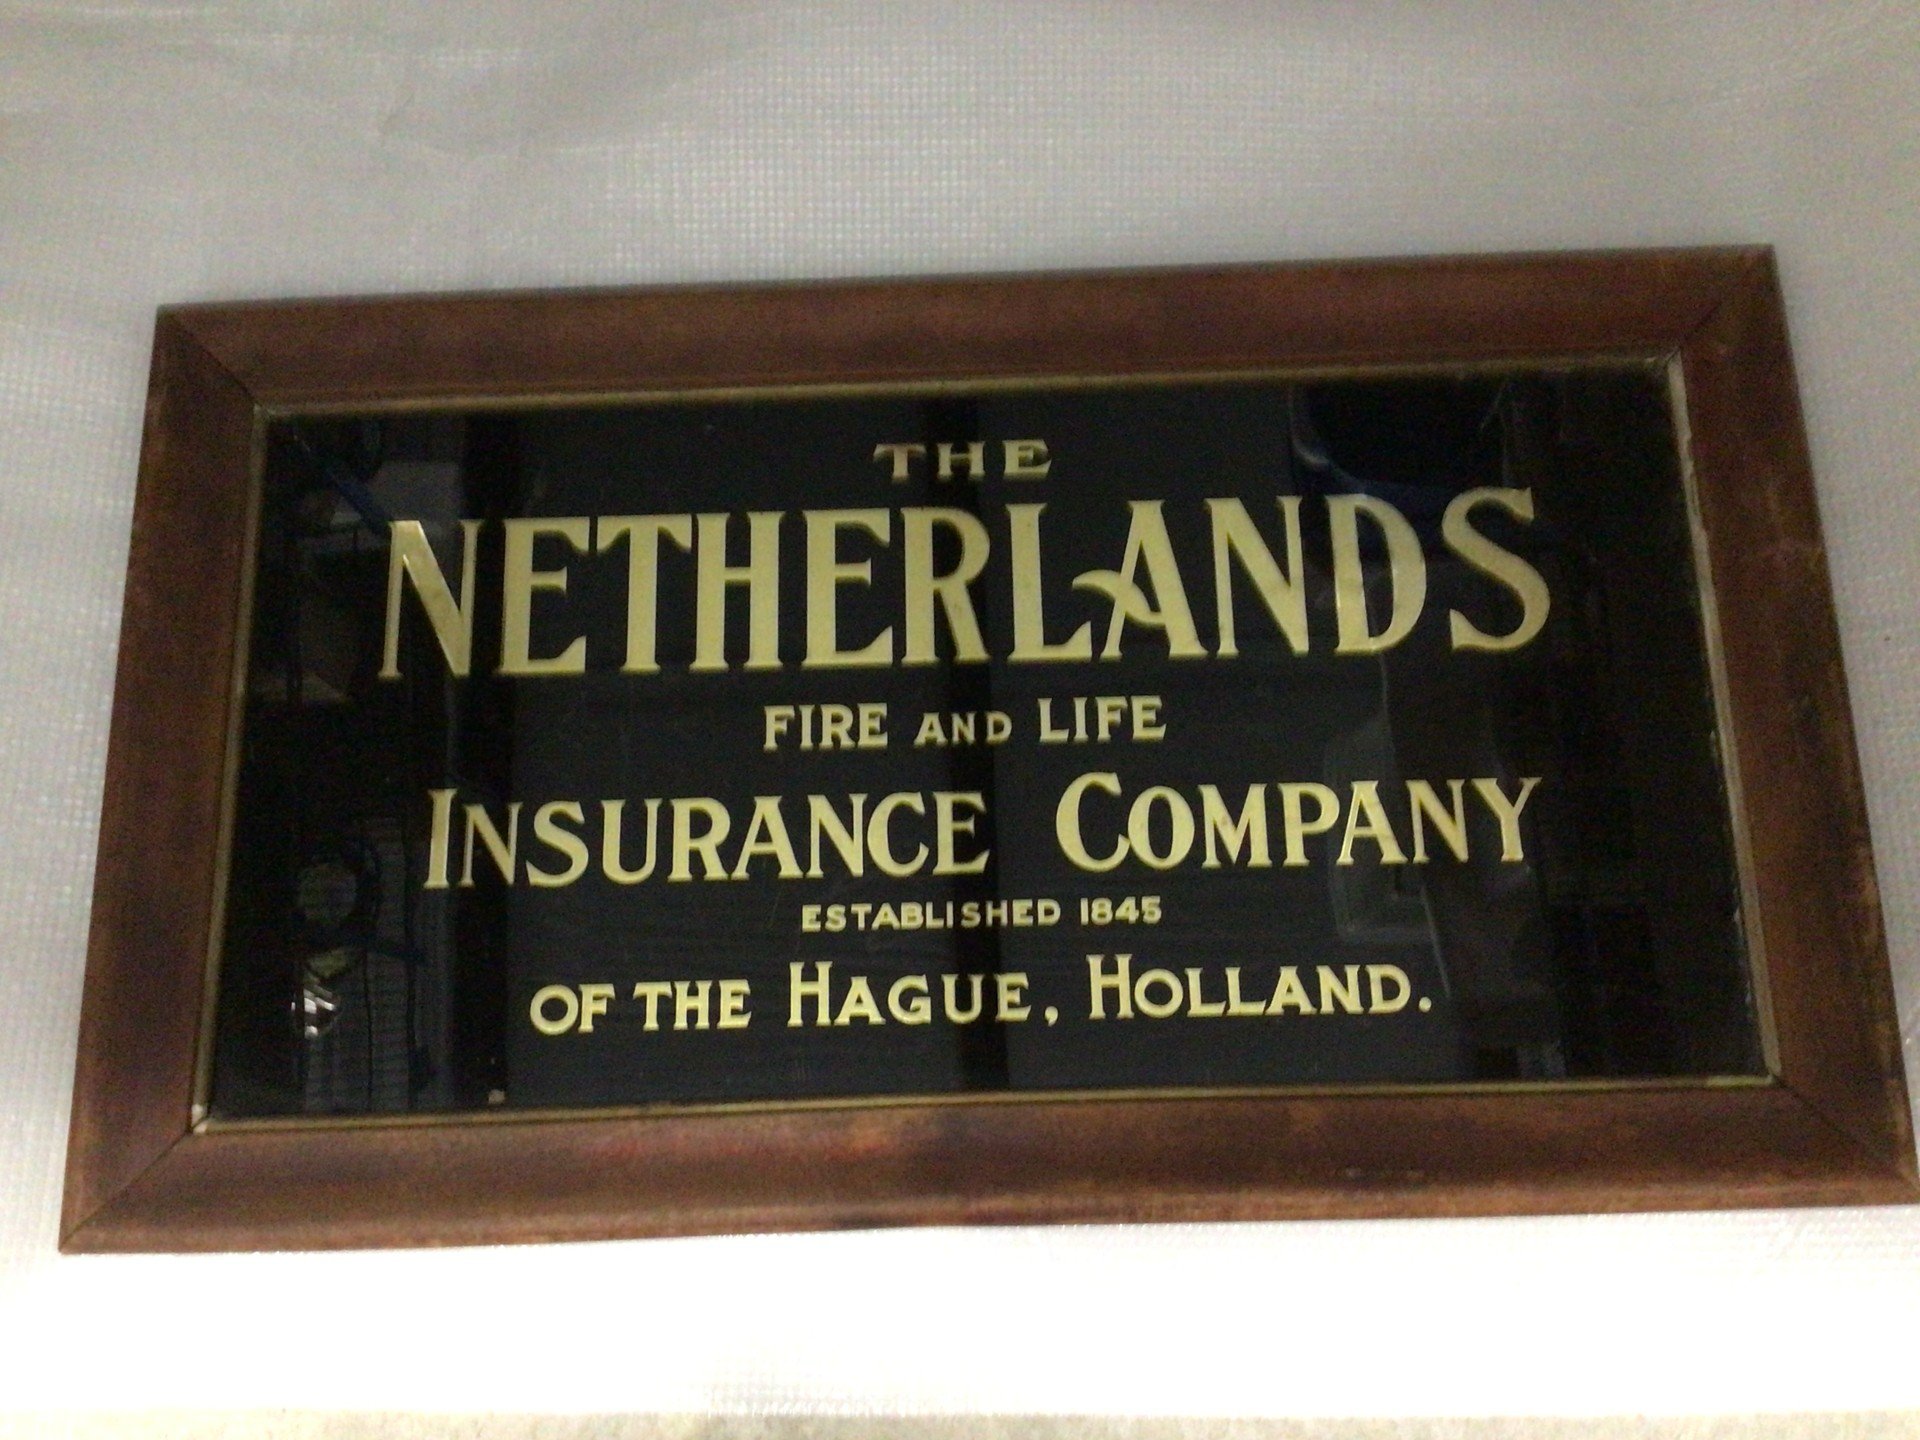 THE
NETHERLANDS
FIRE AND LIFE
INSURANCE COMPANY
ESTABLISHED 1845
OF THE HAGUE, HOLLAND.